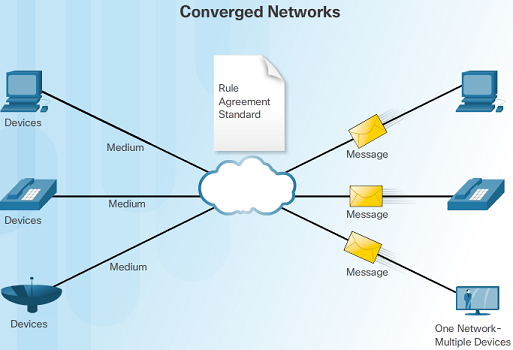 Converged Networks
Rule
Agreement
Standard
Devices
Medium
Message
Devices
Medium
Message
Medium
Message
Devices
One Network-
Multiple Devices